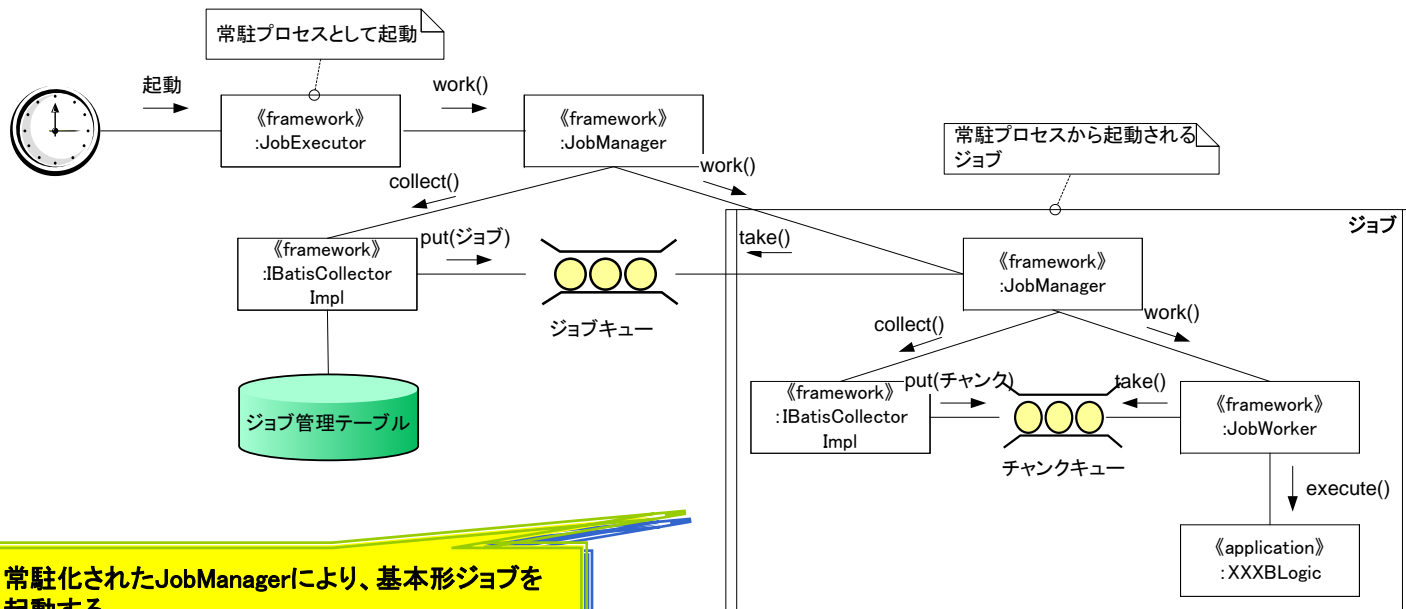 常駐プロセスとして起動
起動
work()
《framework》
:JobExecutor
《framework》
:JobManager
常駐プロセスから起動される
ジョブ
collect()
work()
ジョブ
《framework》
:IBatisCollector
Impl
put(ジョブ)
take()
《framework》
:JobManager
ジョブキュー
collect()
work()
ジョブ管理テーブル
《framework》
:IBatisCollector
Impl
put(チャンク)
take()
《framework》
:JobWorker
チャンクキュー
execute()
《application》
:XXXBLogic
常駐化されたJobManagerにより、基本形ジョブを
起動する